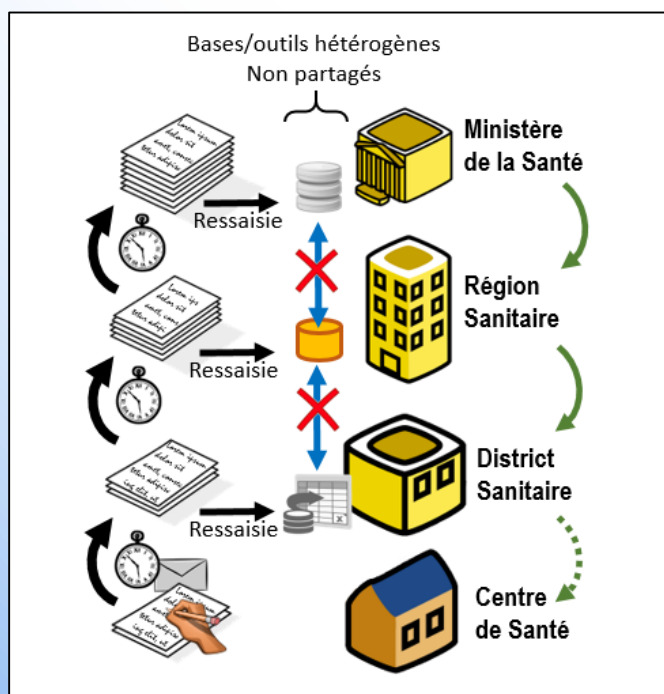 Bases/outils hétérogènes
Non partagés
Ministère
de la Santé
Ressaisie
Région
Sanitaire
Ressaisie
District
Sanitaire
Ressaisie
Centre
de Santé